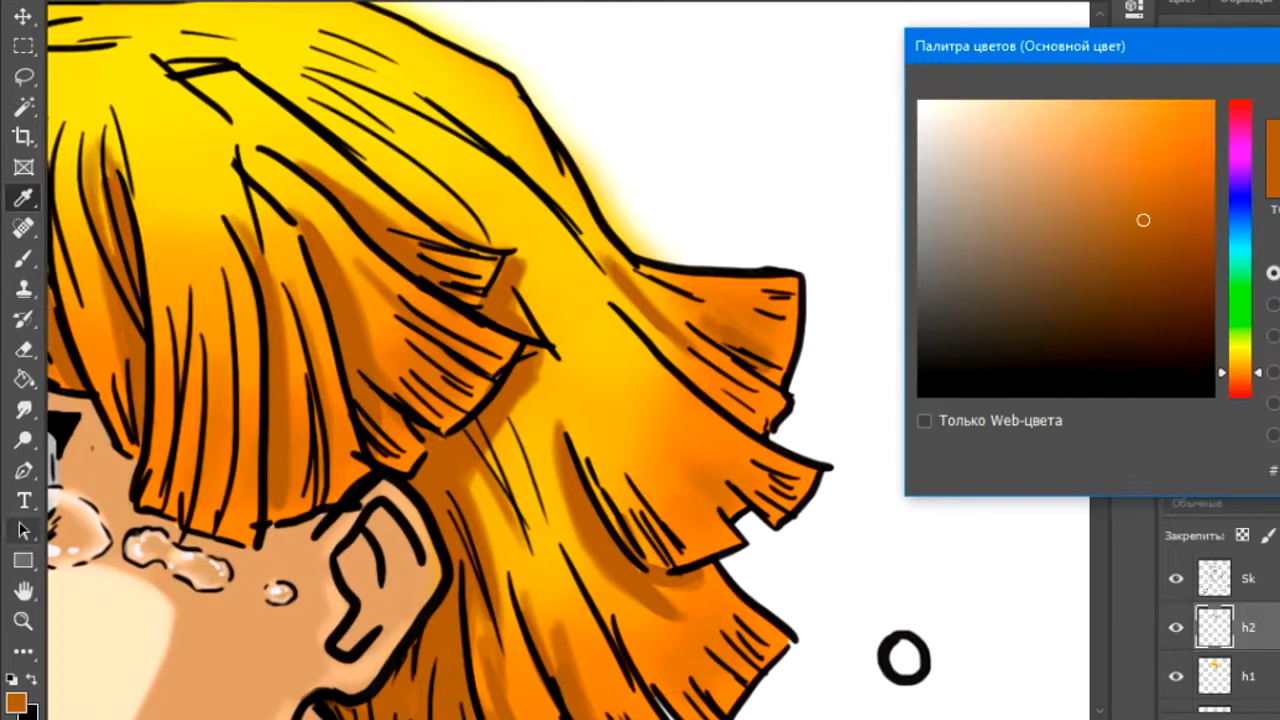 Палитра цветов (Основной цвет)
Только Web-цвета
#
Обычные
Закрепить:
Sk
h2
h1
T